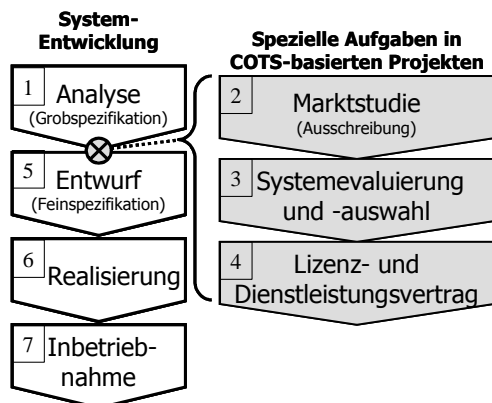 System-
Entwicklung
1
Analyse
(Grobspezifikation)
5
Entwurf
(Feinspezifikation)
6
Realisierung
7
Inbetrieb-
nahme
Spezielle Aufgaben in
COTS-basierten Projekten
2
Marktstudie
(Ausschreibung)
3
Systemevaluierung
und -auswahl
4
Lizenz- und
Dienstleistungsvertrag